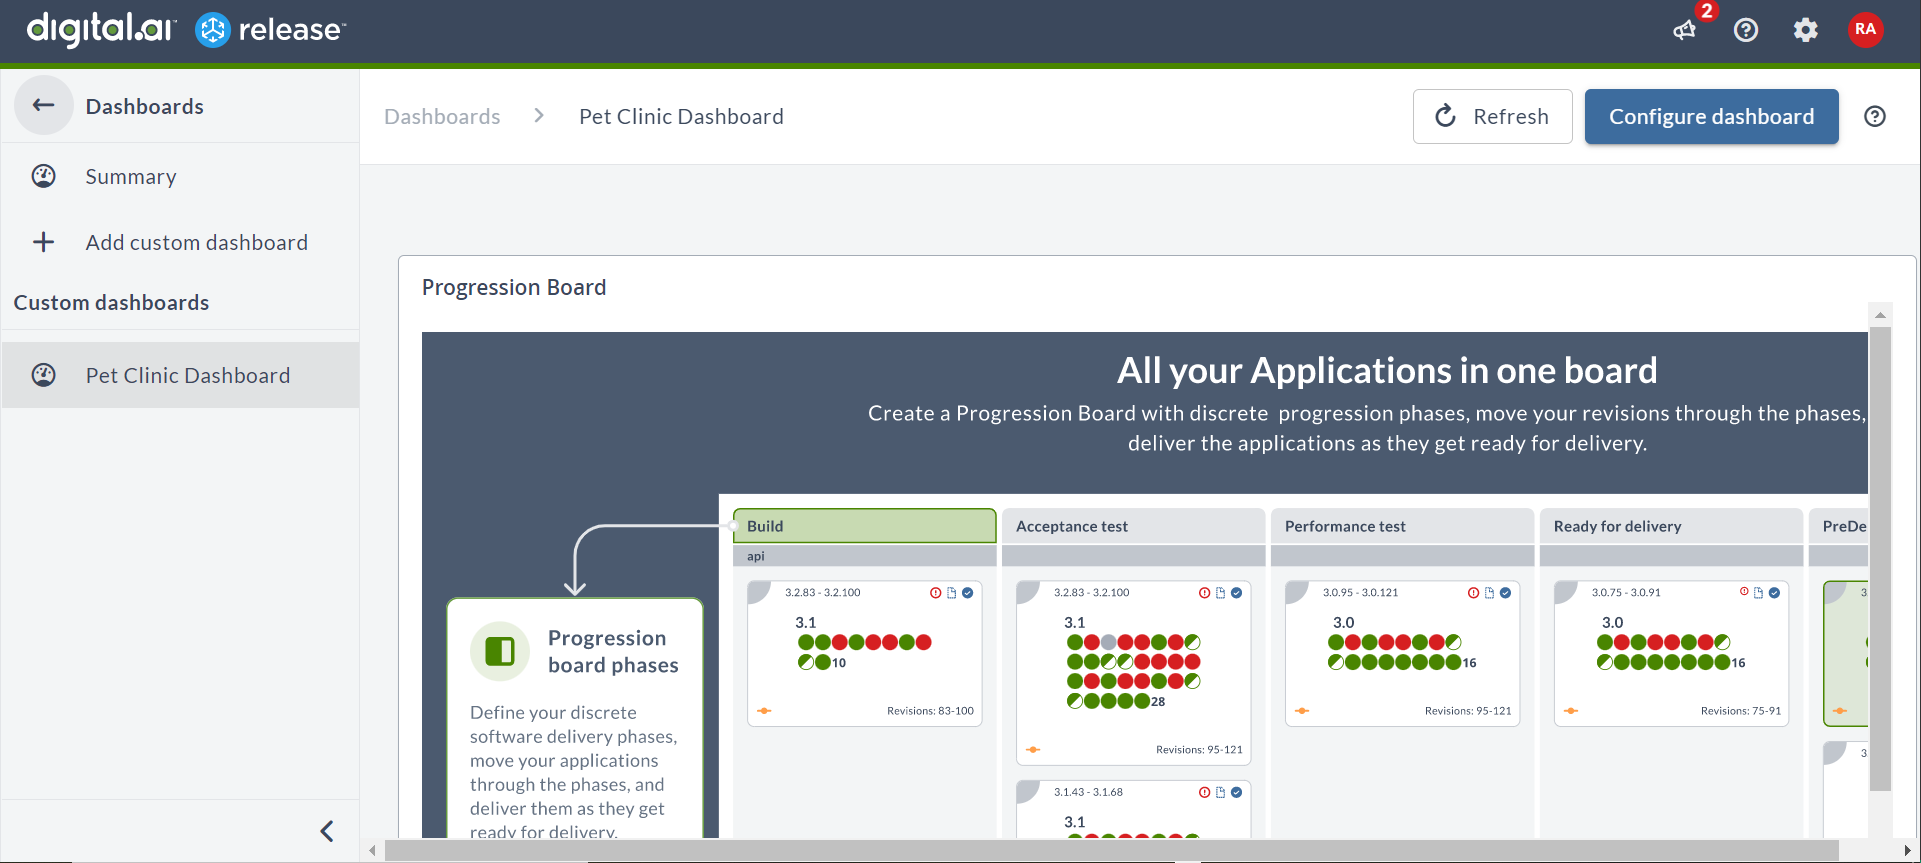 digital.ai™ release™
2
RA
Dashboards
Summary
Add custom dashboard
Custom dashboards
Pet Clinic Dashboard
Dashboards
Pet Clinic Dashboard
Refresh
Configure dashboard
Progression Board
All your Applications in one board
Create a Progression Board with discrete progression phases, move your revisions through the phases,
deliver the applications as they get ready for delivery.
Progression
board phases
Define your discrete
software delivery phases,
move your applications
through the phases, and
deliver them as they get
ready for delivery.
Build
api
3.2.83 - 3.2.100
3.1
10
Revisions: 83-100
Acceptance test
3.2.83 - 3.2.100
3.1
28
Revisions: 95-121
3.1.43 - 3.1.68
3.1
Performance test
3.0.95 - 3.0.121
3.0
16
Revisions: 95-121
Ready for delivery
3.0.75 - 3.0.91
3.0
16
Revisions: 75-91
PreDe
3.
3.